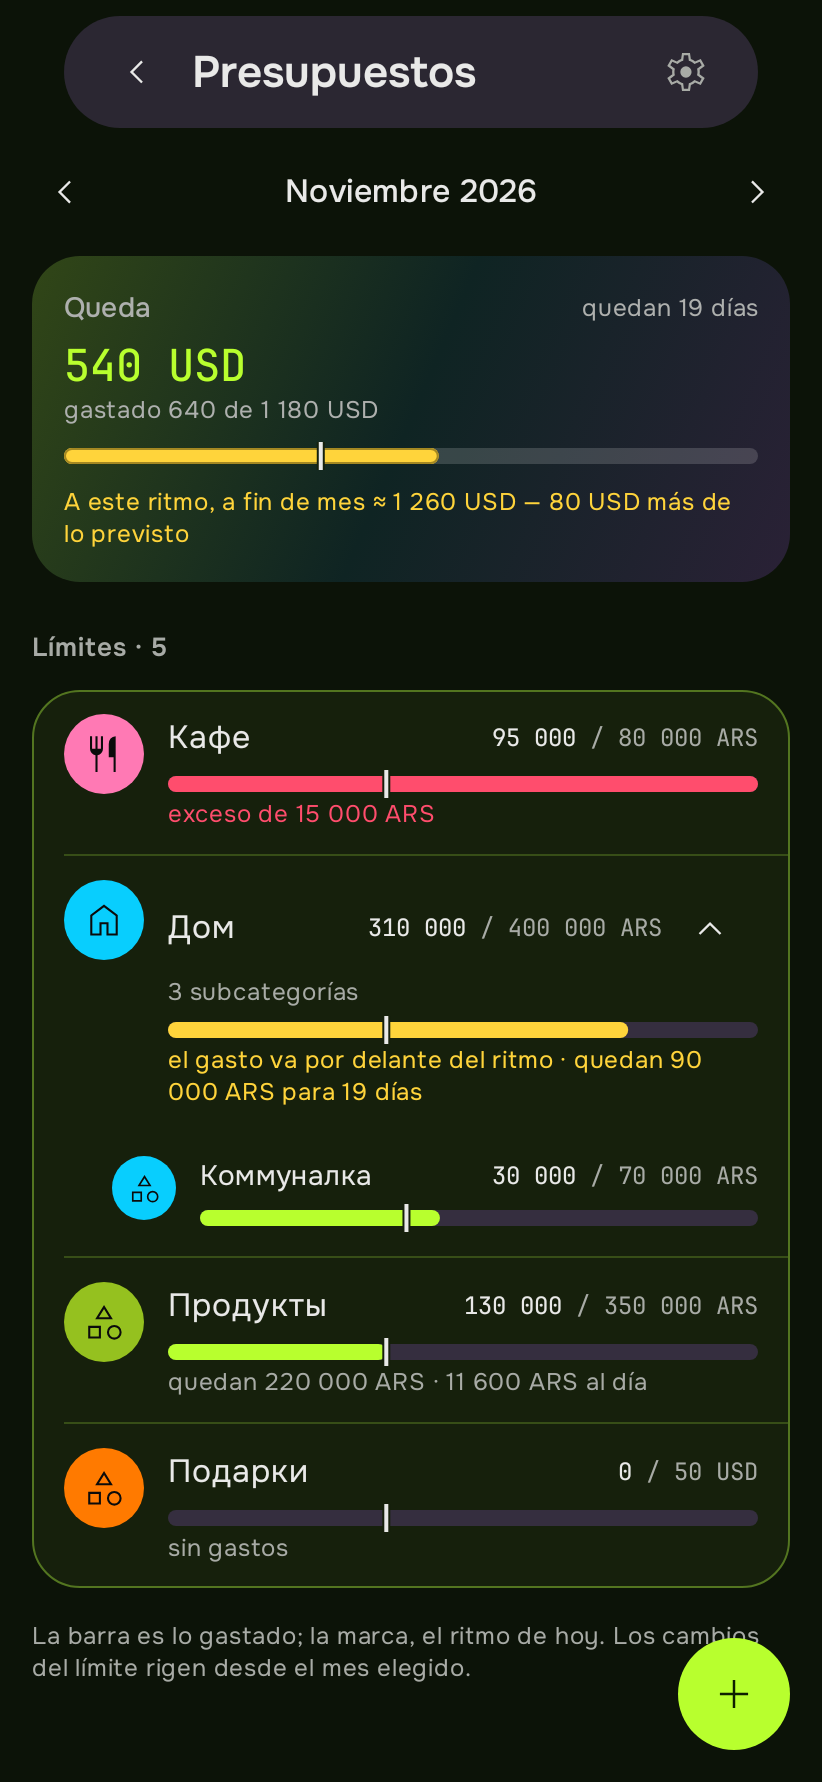 Presupuestos
Noviembre 2026
Queda
quedan 19 días
540 USD
gastado 640 de 1 180 USD
A este ritmo, a fin de mes ≈ 1 260 USD — 80 USD más de
lo previsto
Límites · 5
Кафе
95 000 / 80 000 ARS
exceso de 15 000 ARS
Дом
310 000 / 400 000 ARS
3 subcategorías
el gasto va por delante del ritmo · quedan 90
000 ARS para 19 días
Коммуналка
30 000 / 70 000 ARS
Продукты
130 000 / 350 000 ARS
quedan 220 000 ARS · 11 600 ARS al día
Подарки
0 / 50 USD
sin gastos
La barra es lo gastado; la marca, el ritmo de hoy. Los cambios
del límite rigen desde el mes elegido.